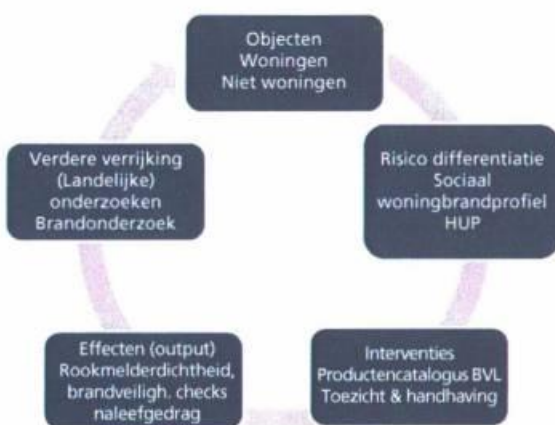 Objecten
Woningen
Niet woningen
Risico differentiatie
Sociaal
woningbrandprofiel
HUP
Interventies
Productencatalogus BVL
Toezicht & handhaving
Effecten (output)
Rookmelderdichtheid,
brandveiligh. checks
naleefgedrag
Verdere verrijking
(Landelijke)
onderzoeken
Brandonderzoek